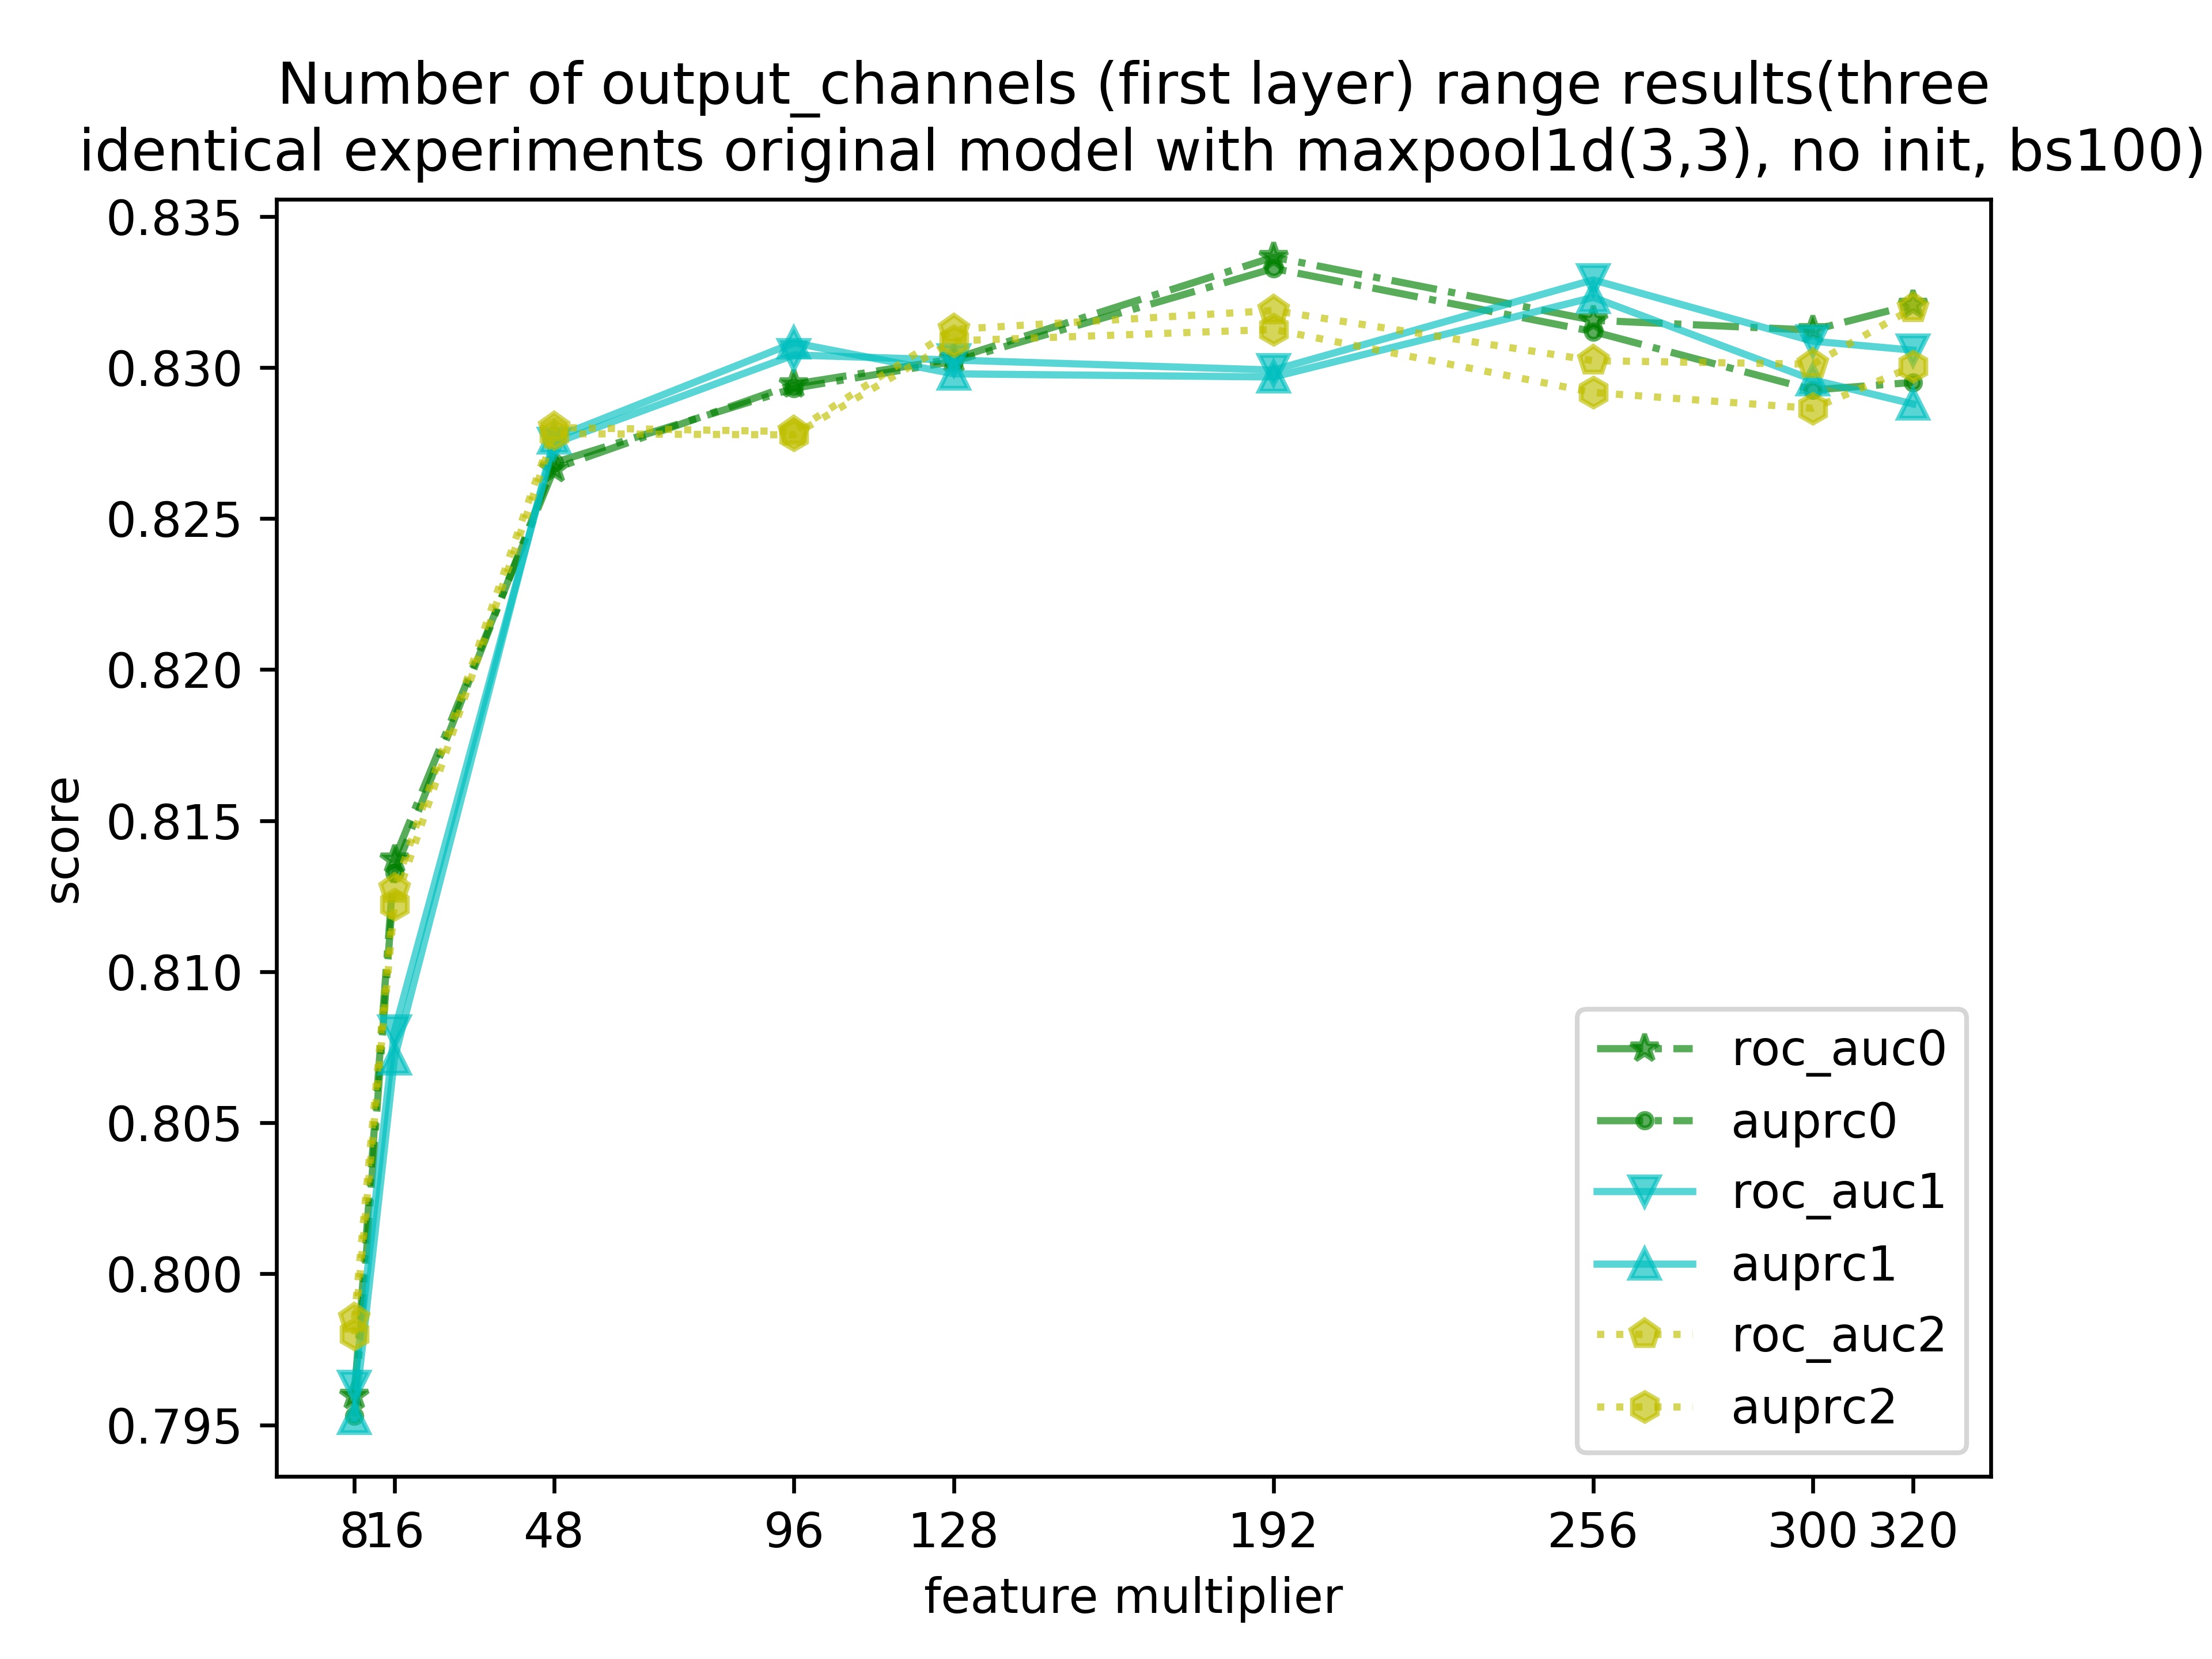 Number of output_channels (first layer) range results(three
identical experiments original model with maxpool1d(3,3), no init, bs100)
0.835
0.830
0.825
0.820
0.815
0.810
0.805
0.800
0.795
score
roc_auc0
auprc0
roc_auc1
auprc1
roc_auc2
auprc2
8 16 48 96 128 192 256 300 320
feature multiplier